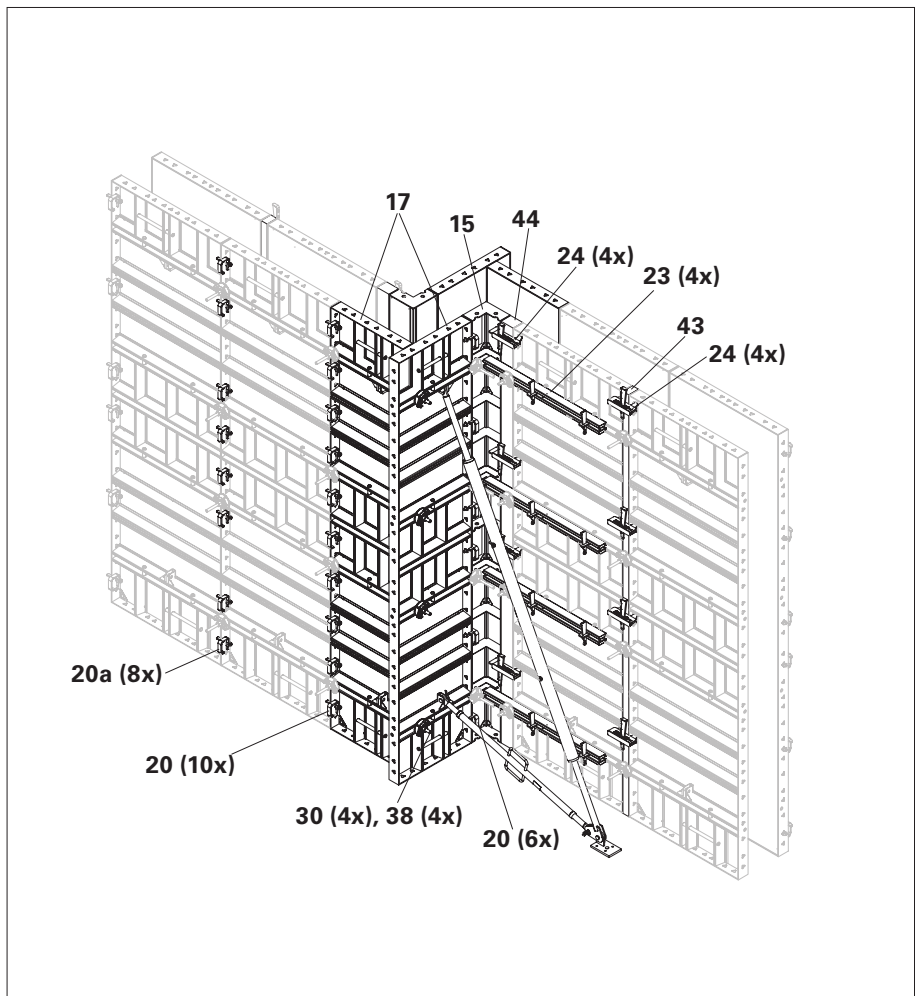 17
15
44
24 (4x)
23 (4x)
43
24 (4x)
20a (8x)
20 (10x)
30 (4x), 38 (4x)
20 (6x)